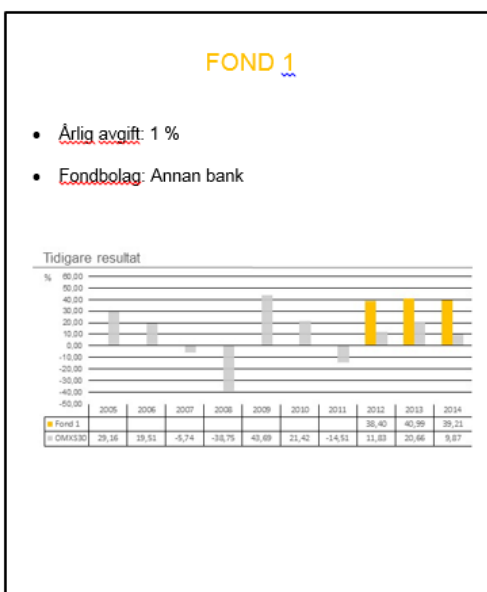 FOND 1
• Årlig avgift: 1 %
• Fondbolag: Annan bank
Tidigare resultat
%
60,00
50,00
40,00
30,00
20,00
10,00
0,00
-10,00
-20,00
-30,00
-40,00
-50,00
2005 2006 2007 2008 2009 2010 2011 2012 2013 2014
Fond 1 38,40 40,99 39,21
OMXS30 29,16 19,51 -5,74 -38,75 43,69 21,42 -14,51 11,83 20,66 9,87